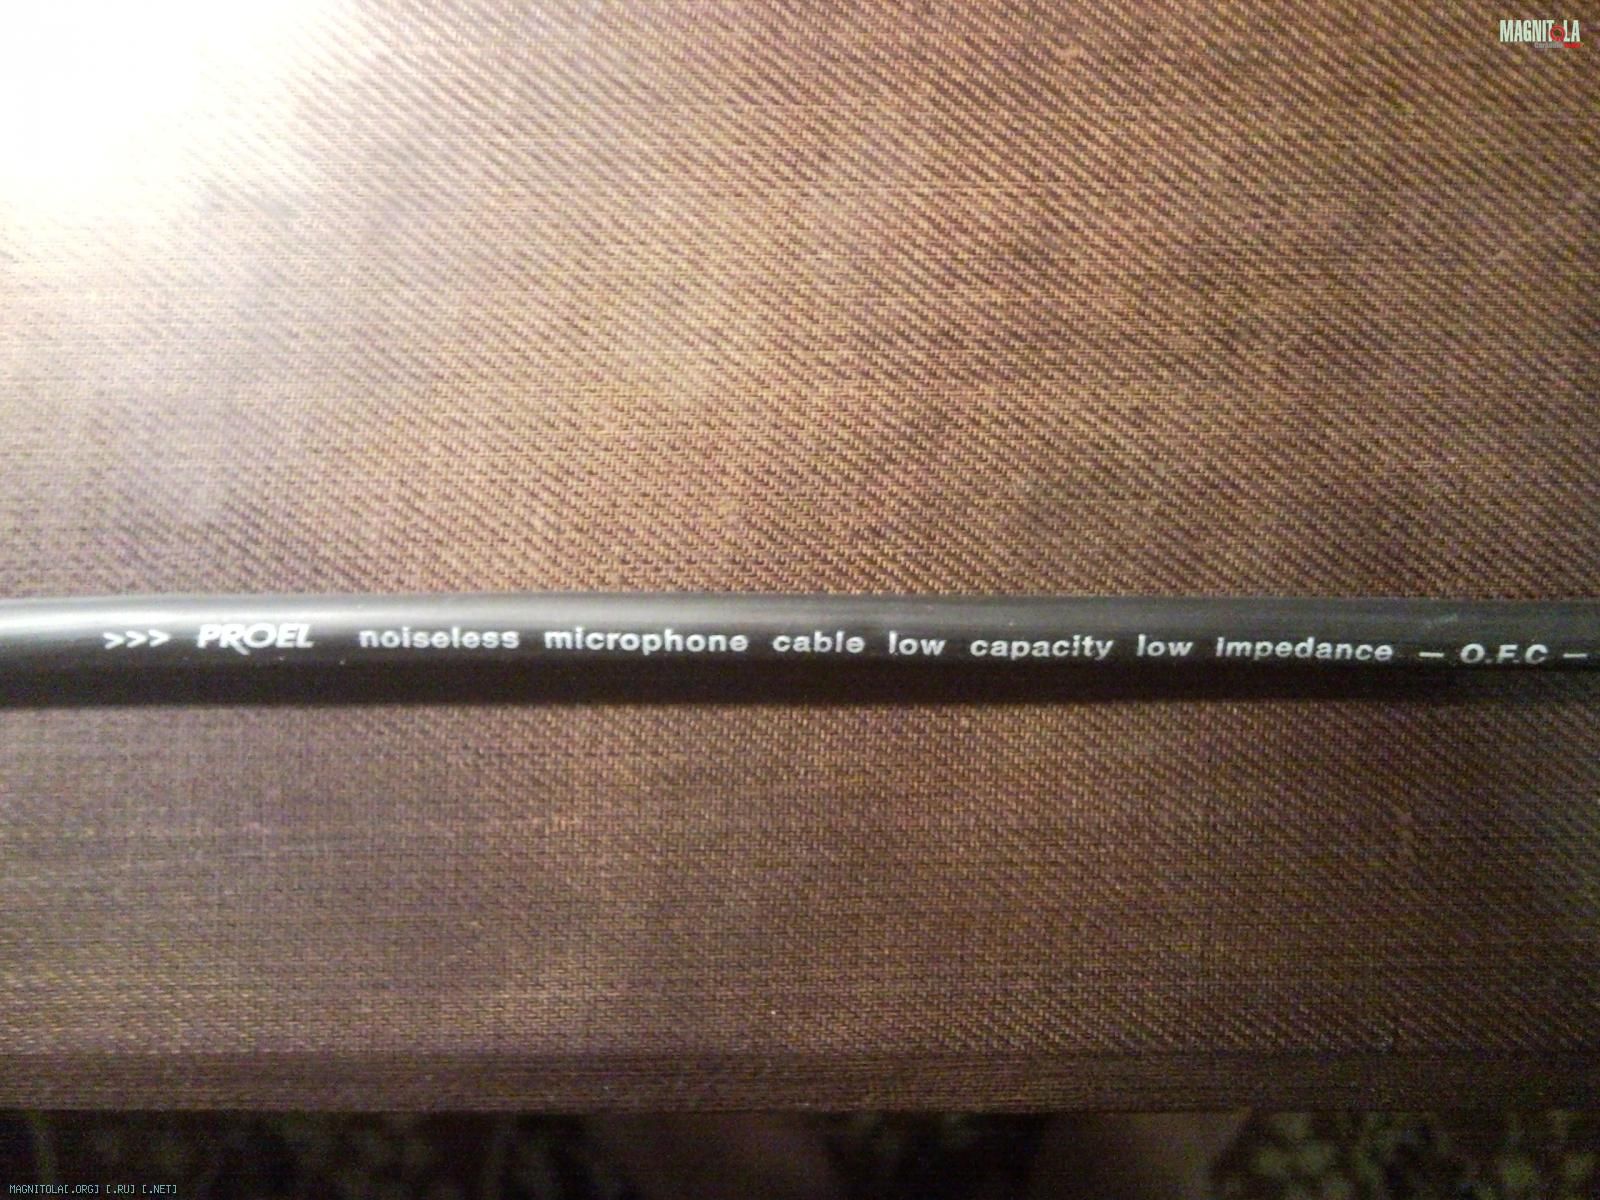 MAGNITOLA
>>> PROEL noiseless microphone cable low capacity low impedance — O.F.C —
MAGNITOLA[.ORG] [.RU] [.NET]